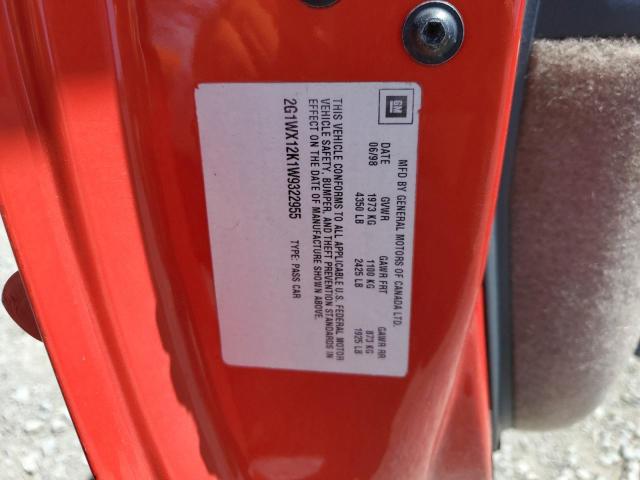 GM
MFD BY GENERAL MOTORS OF CANADA LTD.
DATE GVWR GAWR FRT GAWR RR
06/98 1973 KG 1100 KG 873 KG
4350 LB 2425 LB 1925 LB
THIS VEHICLE CONFORMS TO ALL APPLICABLE U.S. FEDERAL MOTOR
VEHICLE SAFETY, BUMPER, AND THEFT PREVENTION STANDARDS IN
EFFECT ON THE DATE OF MANUFACTURE SHOWN ABOVE.
2G1WX12K1W9322955 TYPE: PASS CAR